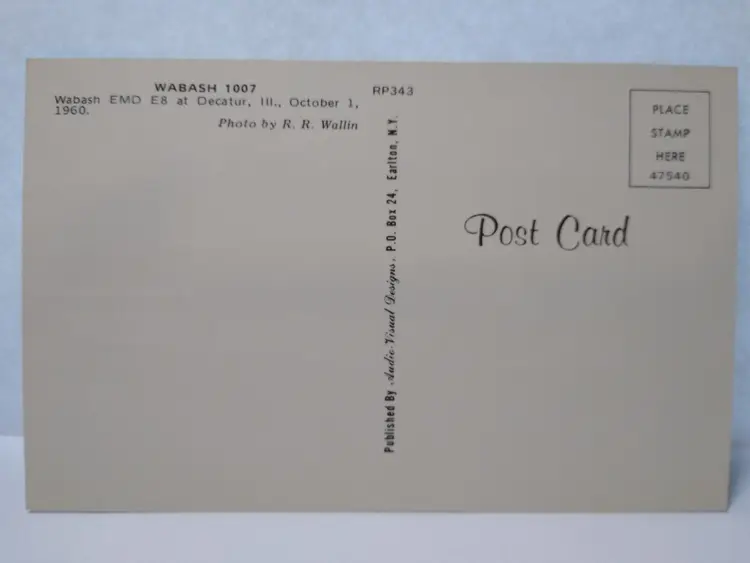 WABASH 1007
Wabash EMD E8 at Decatur, Ill., October 1,
1960.
Photo by R. R. Wallin
RP343
Published By Audio-Visual Designs, P.O. Box 24, Earlton, N.Y.
PLACE
STAMP
HERE
47540
Post Card